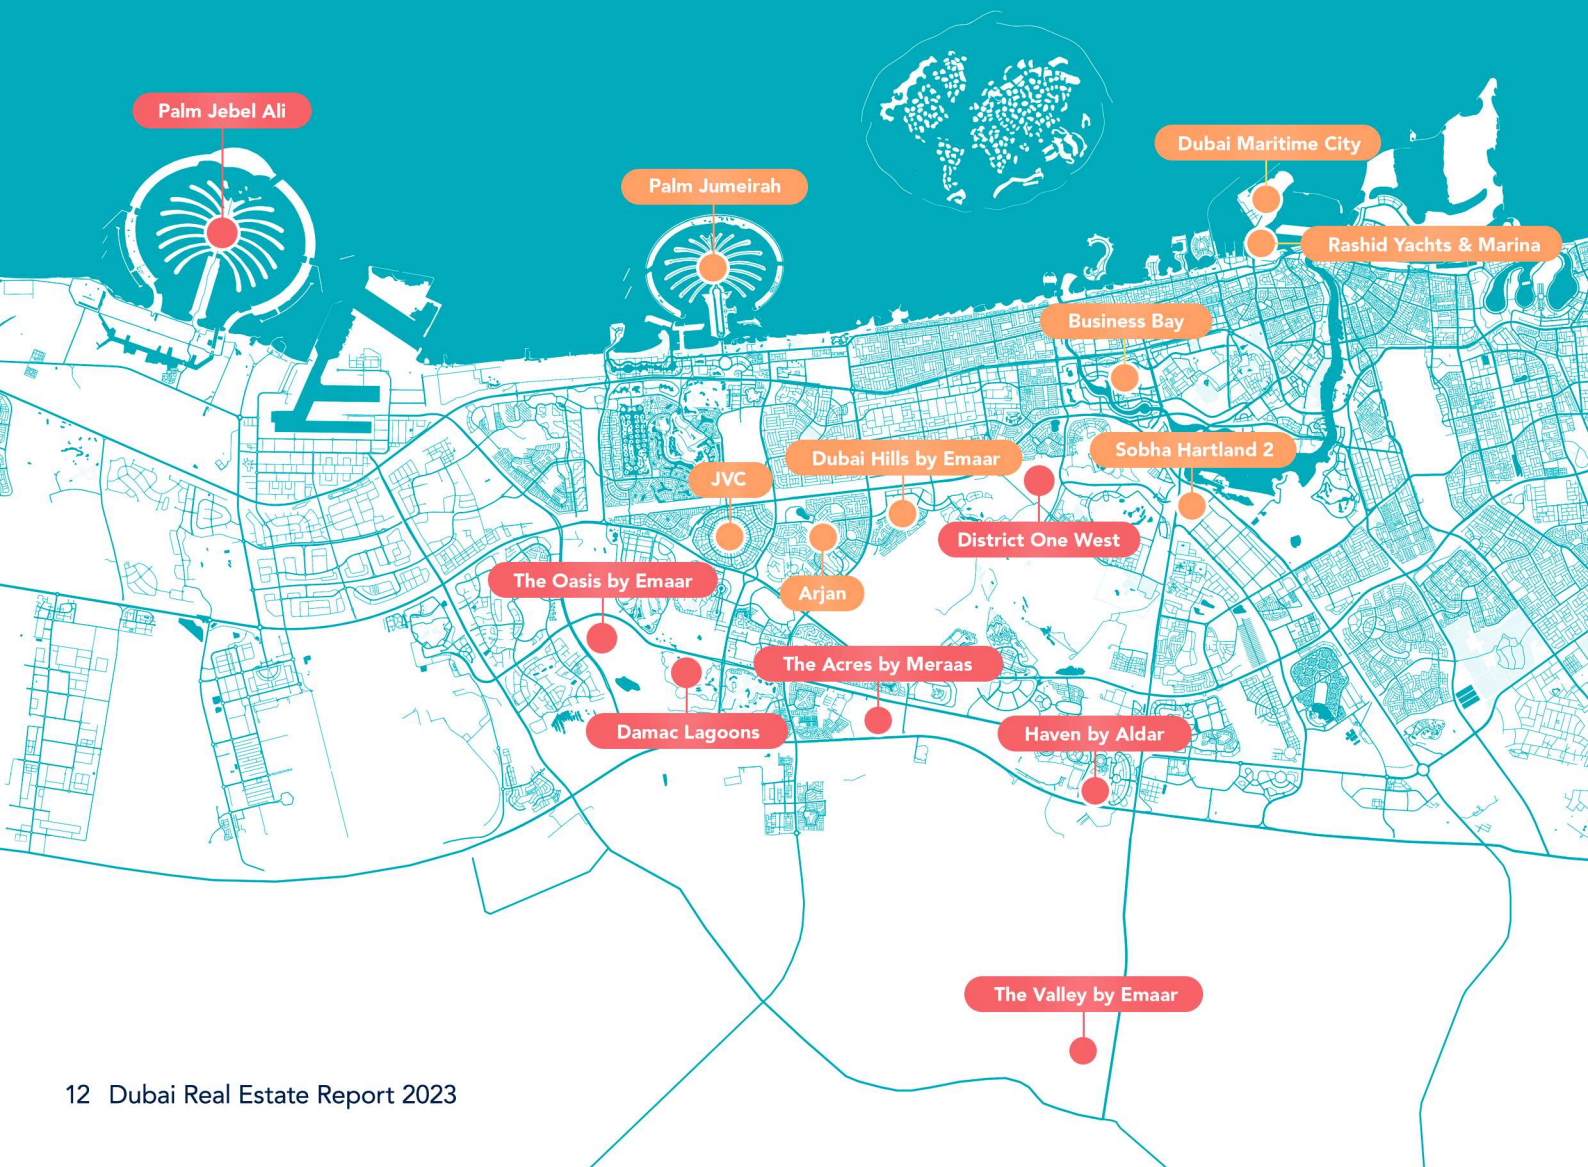 Palm Jebel Ali
Dubai Maritime City
Palm Jumeirah
Rashid Yachts & Marina
Business Bay
Sobha Hartland 2
Dubai Hills by Emaar
JVC
District One West
The Oasis by Emaar
Arjan
The Acres by Meraas
Damac Lagoons
Haven by Aldar
The Valley by Emaar
12 Dubai Real Estate Report 2023